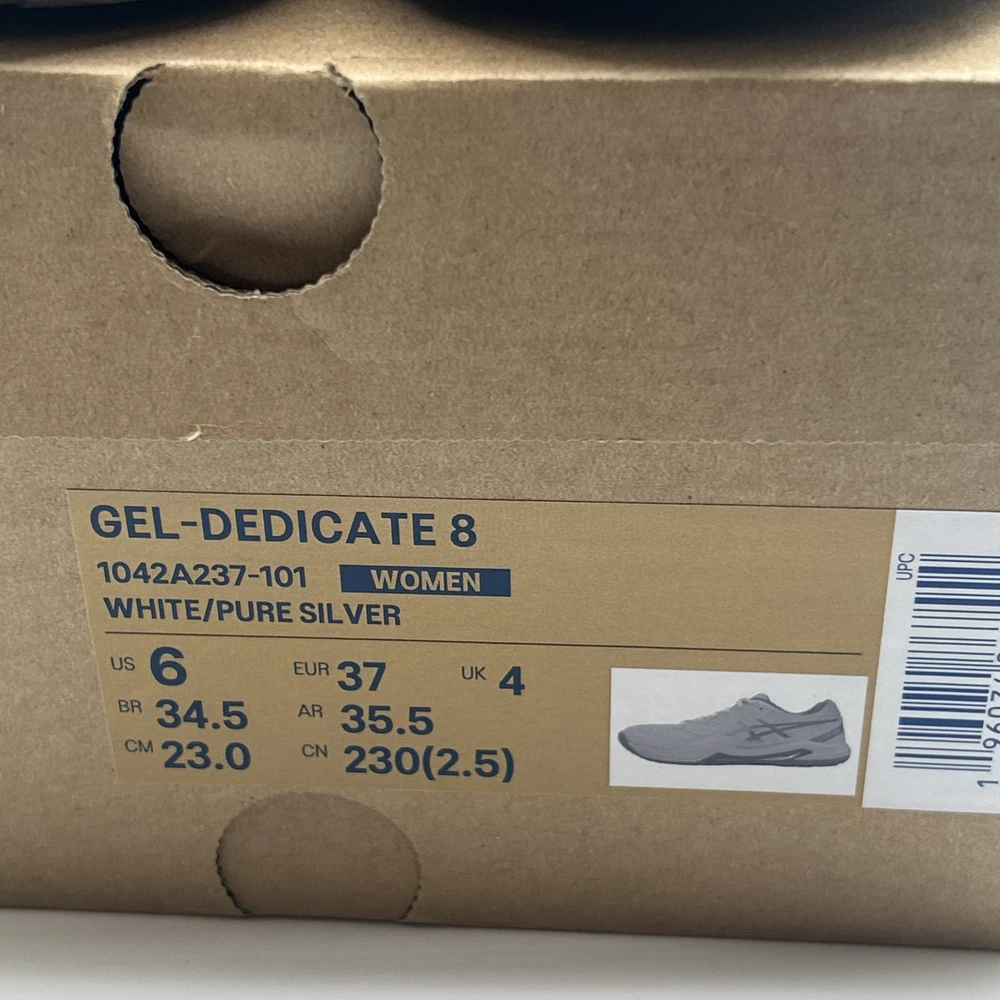 GEL-DEDICATE 8
1042A237-101 WOMEN
WHITE/PURE SILVER
US 6 EUR 37 UK 4
BR 34.5 AR 35.5
CM 23.0 CN 230(2.5)
UPC